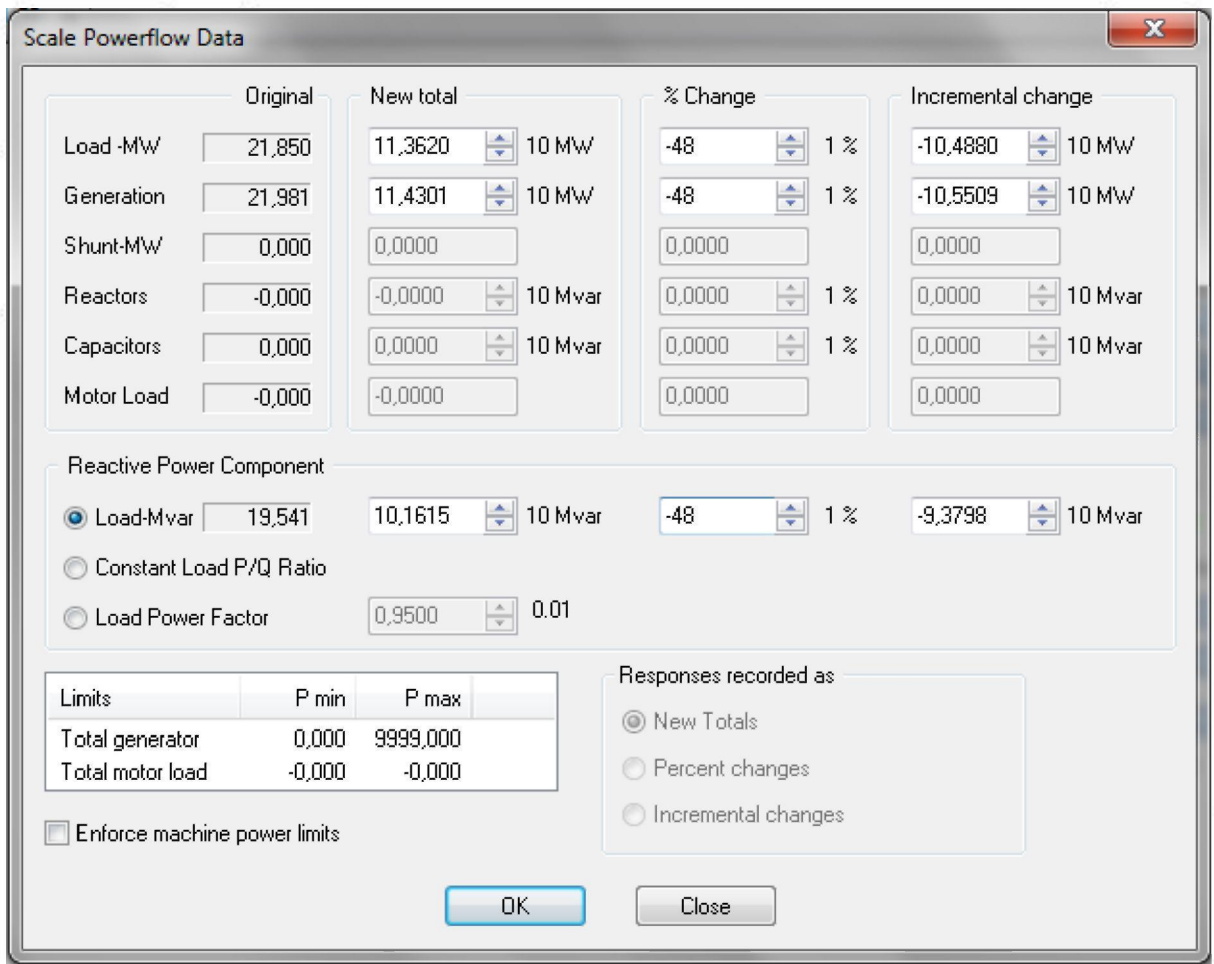 Scale Powerflow Data
Original New total % Change Incremental change
Load -MW 21,850 11,3620 10 MW -48 1 % -10,4880 10 MW
Generation 21,981 11,4301 10 MW -48 1 % -10,5509 10 MW
Shunt-MW 0,000 0,0000 0,0000 0,0000
Reactors -0,000 -0,0000 10 Mvar 0,0000 1 % 0,0000 10 Mvar
Capacitors 0,000 0,0000 10 Mvar 0,0000 1 % 0,0000 10 Mvar
Motor Load -0,000 -0,0000 0,0000 0,0000
Reactive Power Component
Load-Mvar 19,541 10,1615 10 Mvar -48 1 % -9,3798 10 Mvar
Constant Load P/Q Ratio
Load Power Factor 0,9500 0.01
Limits P min P max
Total generator 0,000 9999,000
Total motor load -0,000 -0,000
Enforce machine power limits
Responses recorded as
New Totals
Percent changes
Incremental changes
OK Close